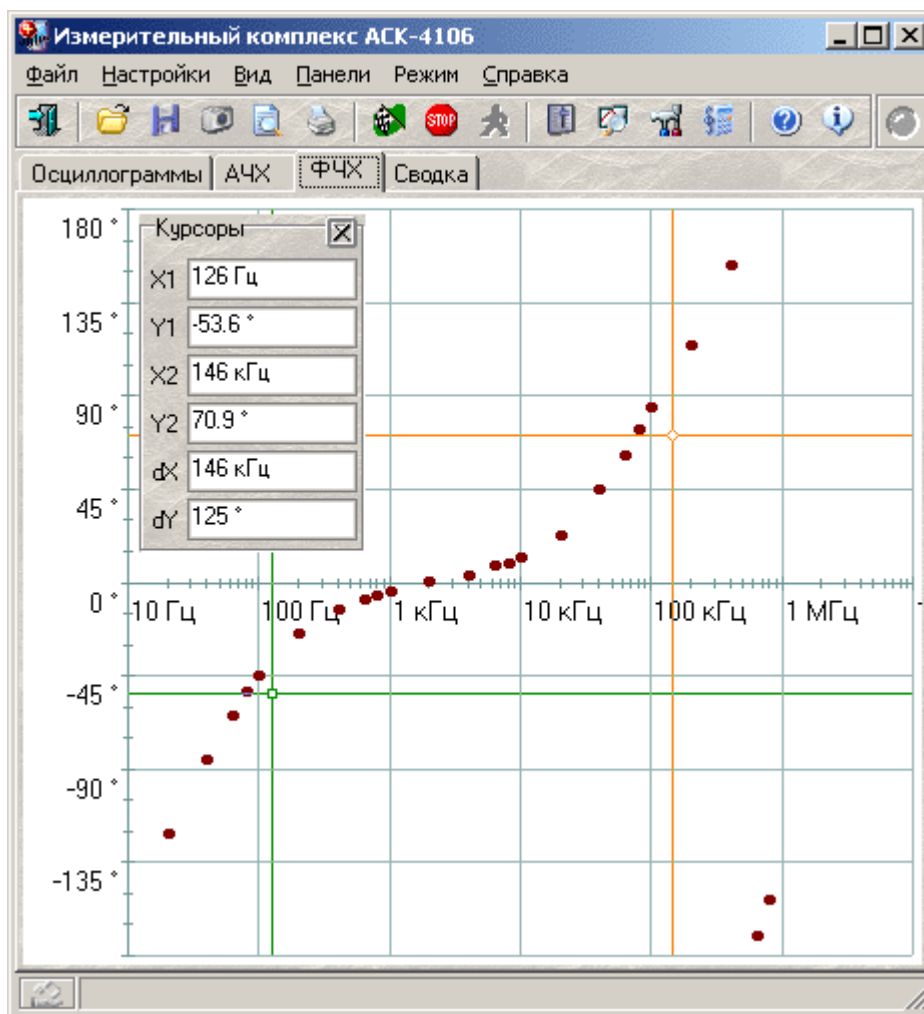 Измерительный комплекс АСК-4106
Файл Настройки Вид Панели Режим Справка
STOP
Осциллограммы АЧХ ФЧХ Сводка
180 °
135 °
90 °
45 °
0 °
-45 °
-90 °
-135 °
Курсоры
X1 126 Гц
Y1 -53.6 °
X2 146 кГц
Y2 70.9 °
dX 146 кГц
dY 125 °
10 Гц 100 Гц 1 кГц 10 кГц 100 кГц 1 МГц